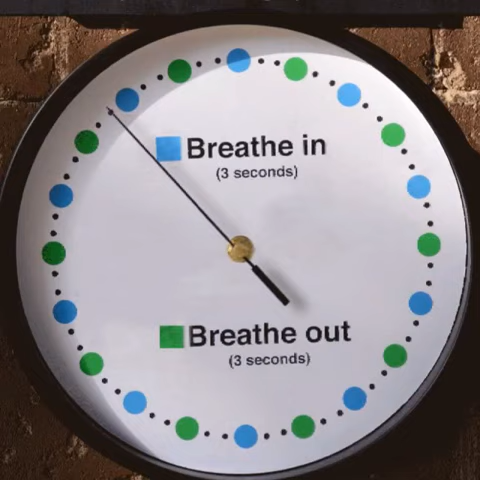 Breathe in
(3 seconds)
Breathe out
(3 seconds)